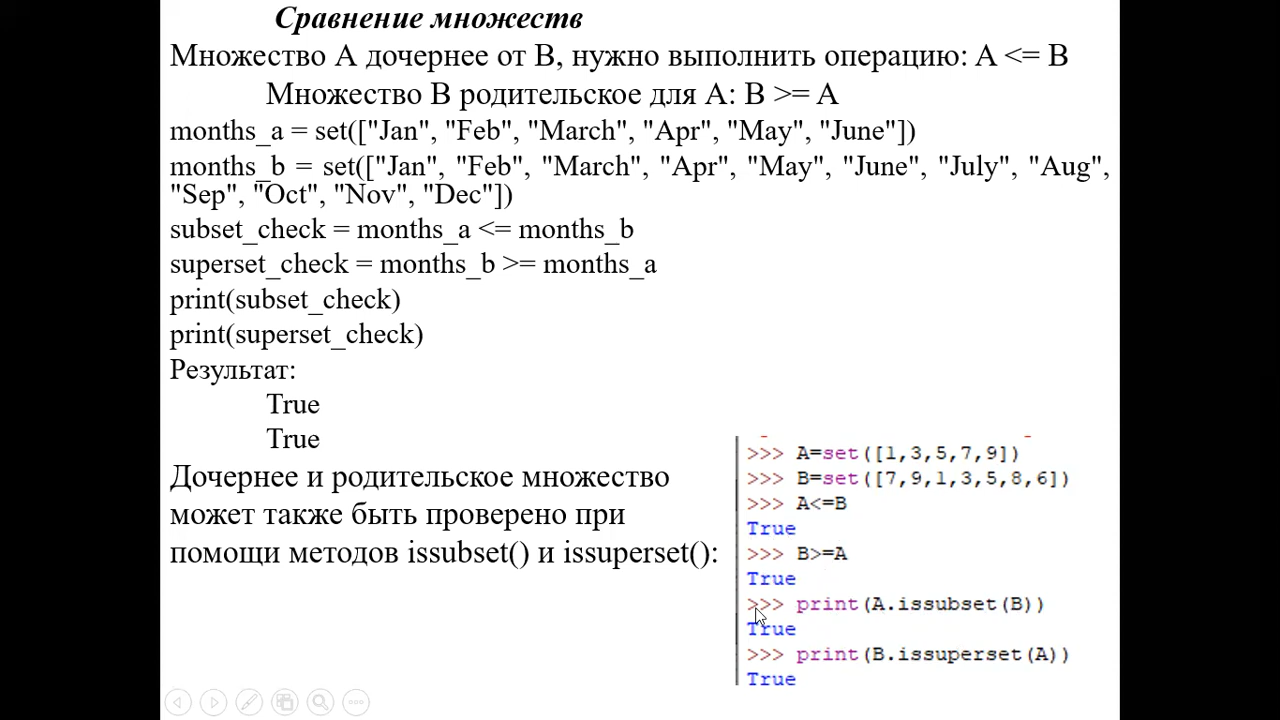 Сравнение множеств
Множество A дочернее от B, нужно выполнить операцию: A <= B
Множество B родительское для A: B >= A
months_a = set(["Jan", "Feb", "March", "Apr", "May", "June"])
months_b = set(["Jan", "Feb", "March", "Apr", "May", "June", "July", "Aug",
"Sep", "Oct", "Nov", "Dec"])
subset_check = months_a <= months_b
superset_check = months_b >= months_a
print(subset_check)
print(superset_check)
Результат:
True
True
Дочернее и родительское множество
может также быть проверено при
помощи методов issubset() и issuperset():
>>> A=set([1,3,5,7,9])
>>> B=set([7,9,1,3,5,8,6])
>>> A<=B
True
>>> B>=A
True
>>> print(A.issubset(B))
True
>>> print(B.issuperset(A))
True